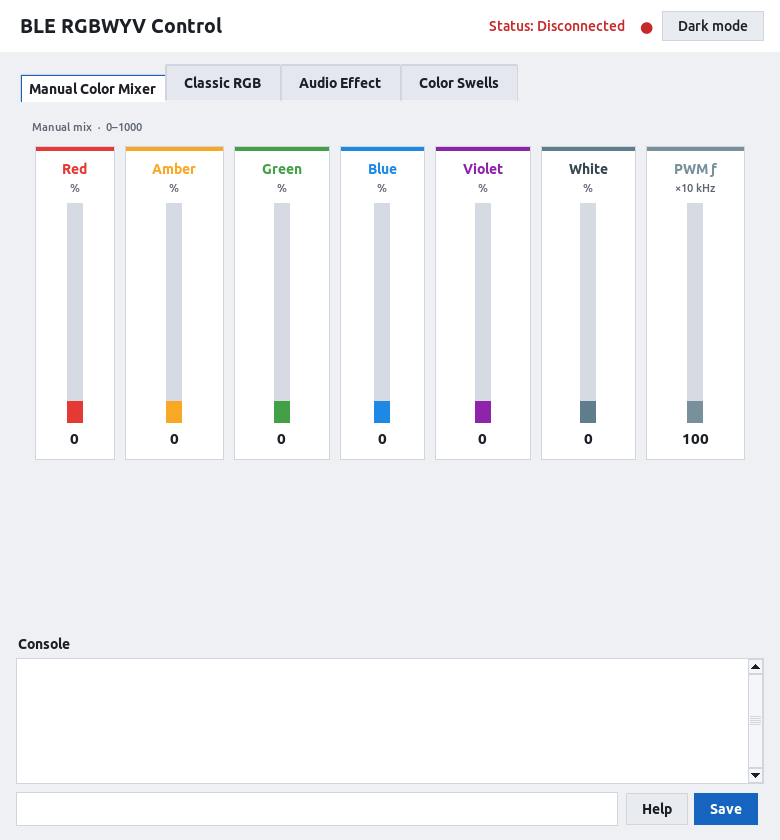 BLE RGBWYV Control
Status: Disconnected
Dark mode
Manual Color Mixer
Classic RGB
Audio Effect
Color Swells
Manual mix · 0–1000
Red
Amber
Green
Blue
Violet
White
PWM ƒ
%
%
%
%
%
%
×10 kHz
0
0
0
0
0
0
100
Console
Help
Save